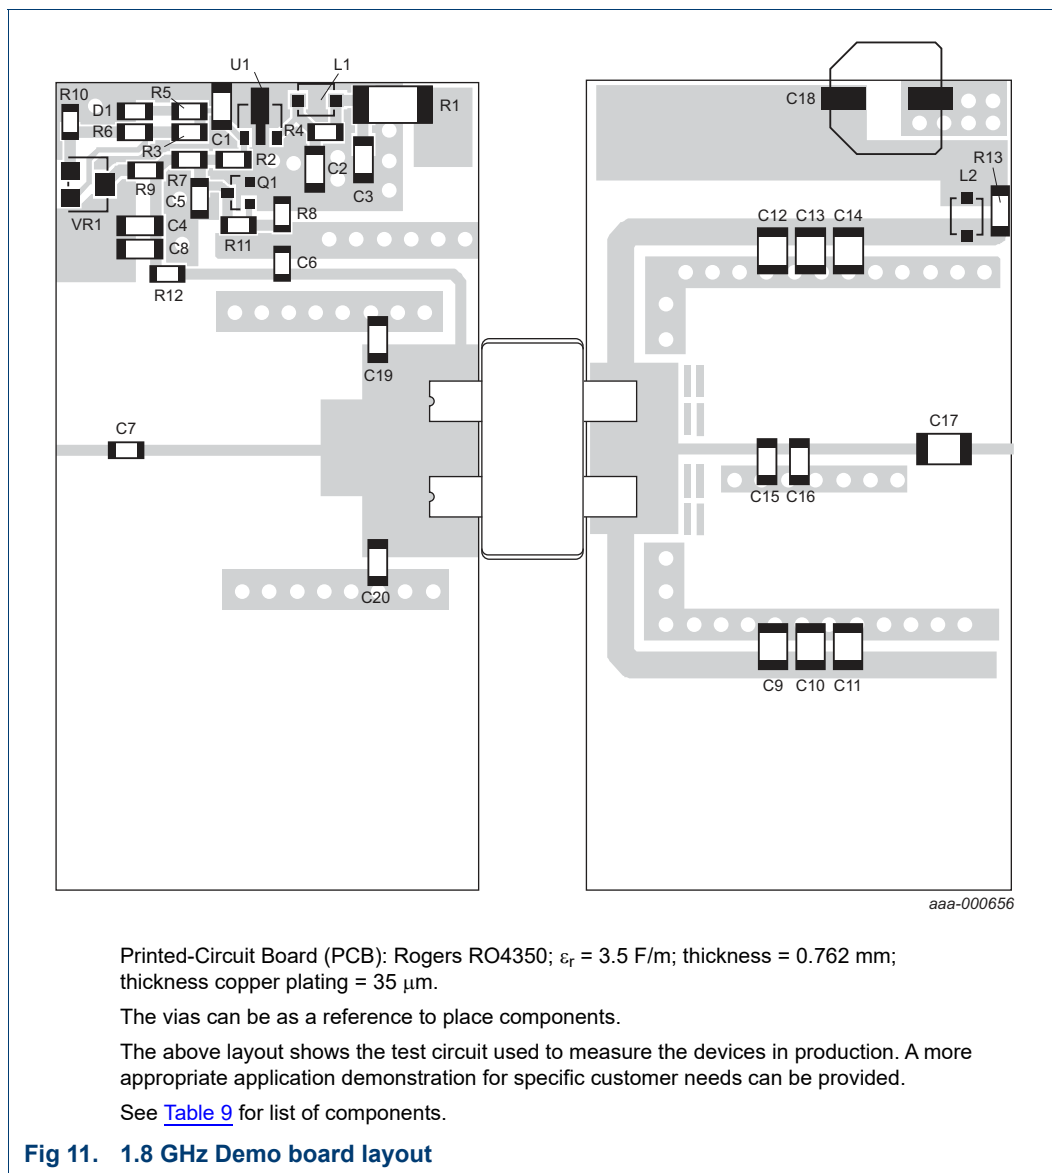 U1 L1
R10 R5 C18
D1 R1
R6 C1 R4
R3 R2 C2 R13
R9 R7 Q1 C3 L2
C5
VR1 C4 R8 C12 C13 C14
C8 R11 C6
R12
C19
C7 C17
C15 C16
C20
C9 C10 C11
aaa-000656
Printed-Circuit Board (PCB): Rogers RO4350; εr = 3.5 F/m; thickness = 0.762 mm;
thickness copper plating = 35 μm.
The vias can be as a reference to place components.
The above layout shows the test circuit used to measure the devices in production. A more
appropriate application demonstration for specific customer needs can be provided.
See Table 9 for list of components.
Fig 11. 1.8 GHz Demo board layout